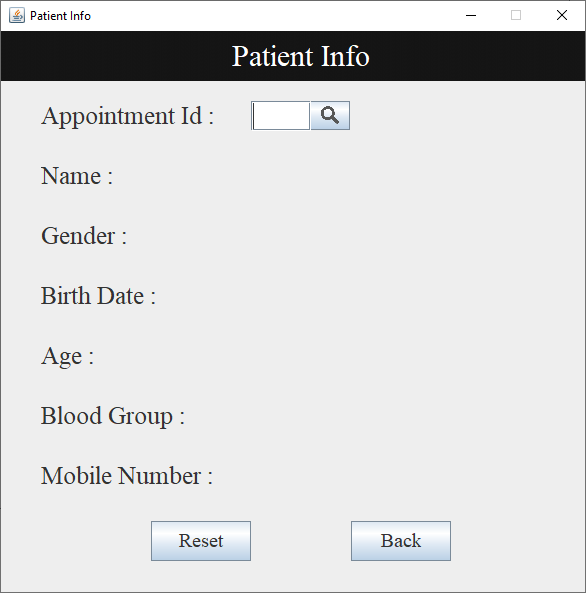 Patient Info
Patient Info
Appointment Id :
Name :
Gender :
Birth Date :
Age :
Blood Group :
Mobile Number :
Reset Back